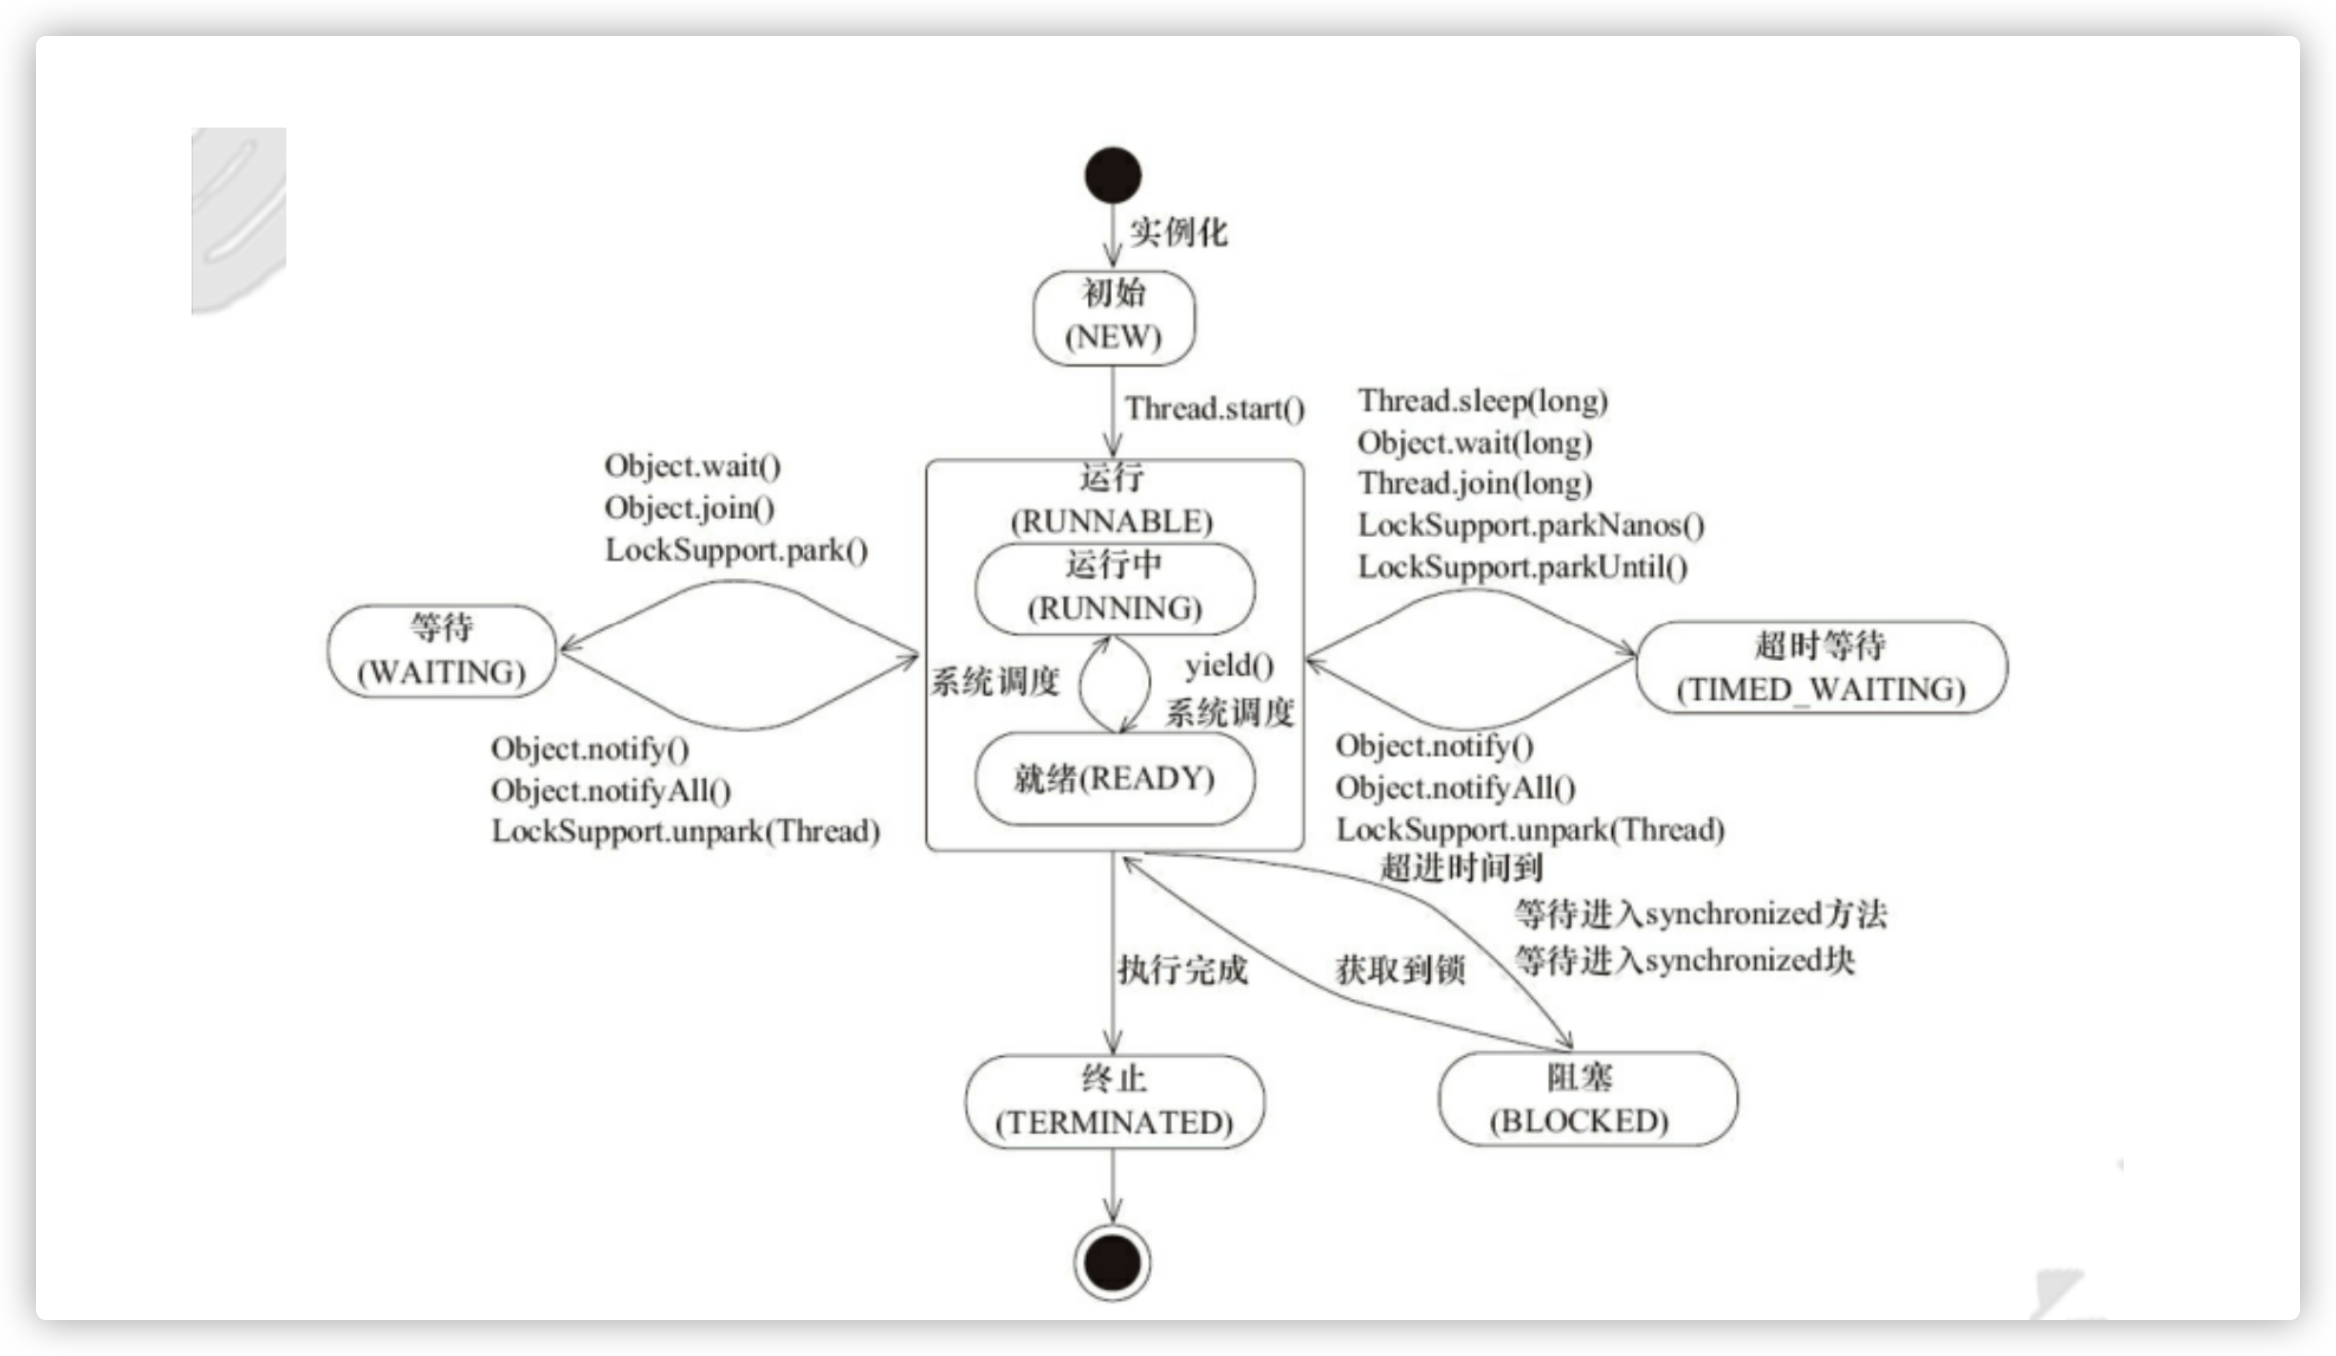 实例化
初始
(NEW)
Thread.start()
Thread.sleep(long)
Object.wait(long)
Thread.join(long)
LockSupport.parkNanos()
LockSupport.parkUntil()
Object.wait()
Object.join()
LockSupport.park()
运行
(RUNNABLE)
运行中
(RUNNING)
等待
(WAITING)
系统调度
yield()
系统调度
超时等待
(TIMED_WAITING)
就绪(READY)
Object.notify()
Object.notifyAll()
LockSupport.unpark(Thread)
Object.notify()
Object.notifyAll()
LockSupport.unpark(Thread)
超进时间到
等待进入synchronized方法
等待进入synchronized块
执行完成
获取到锁
终止
(TERMINATED)
阻塞
(BLOCKED)